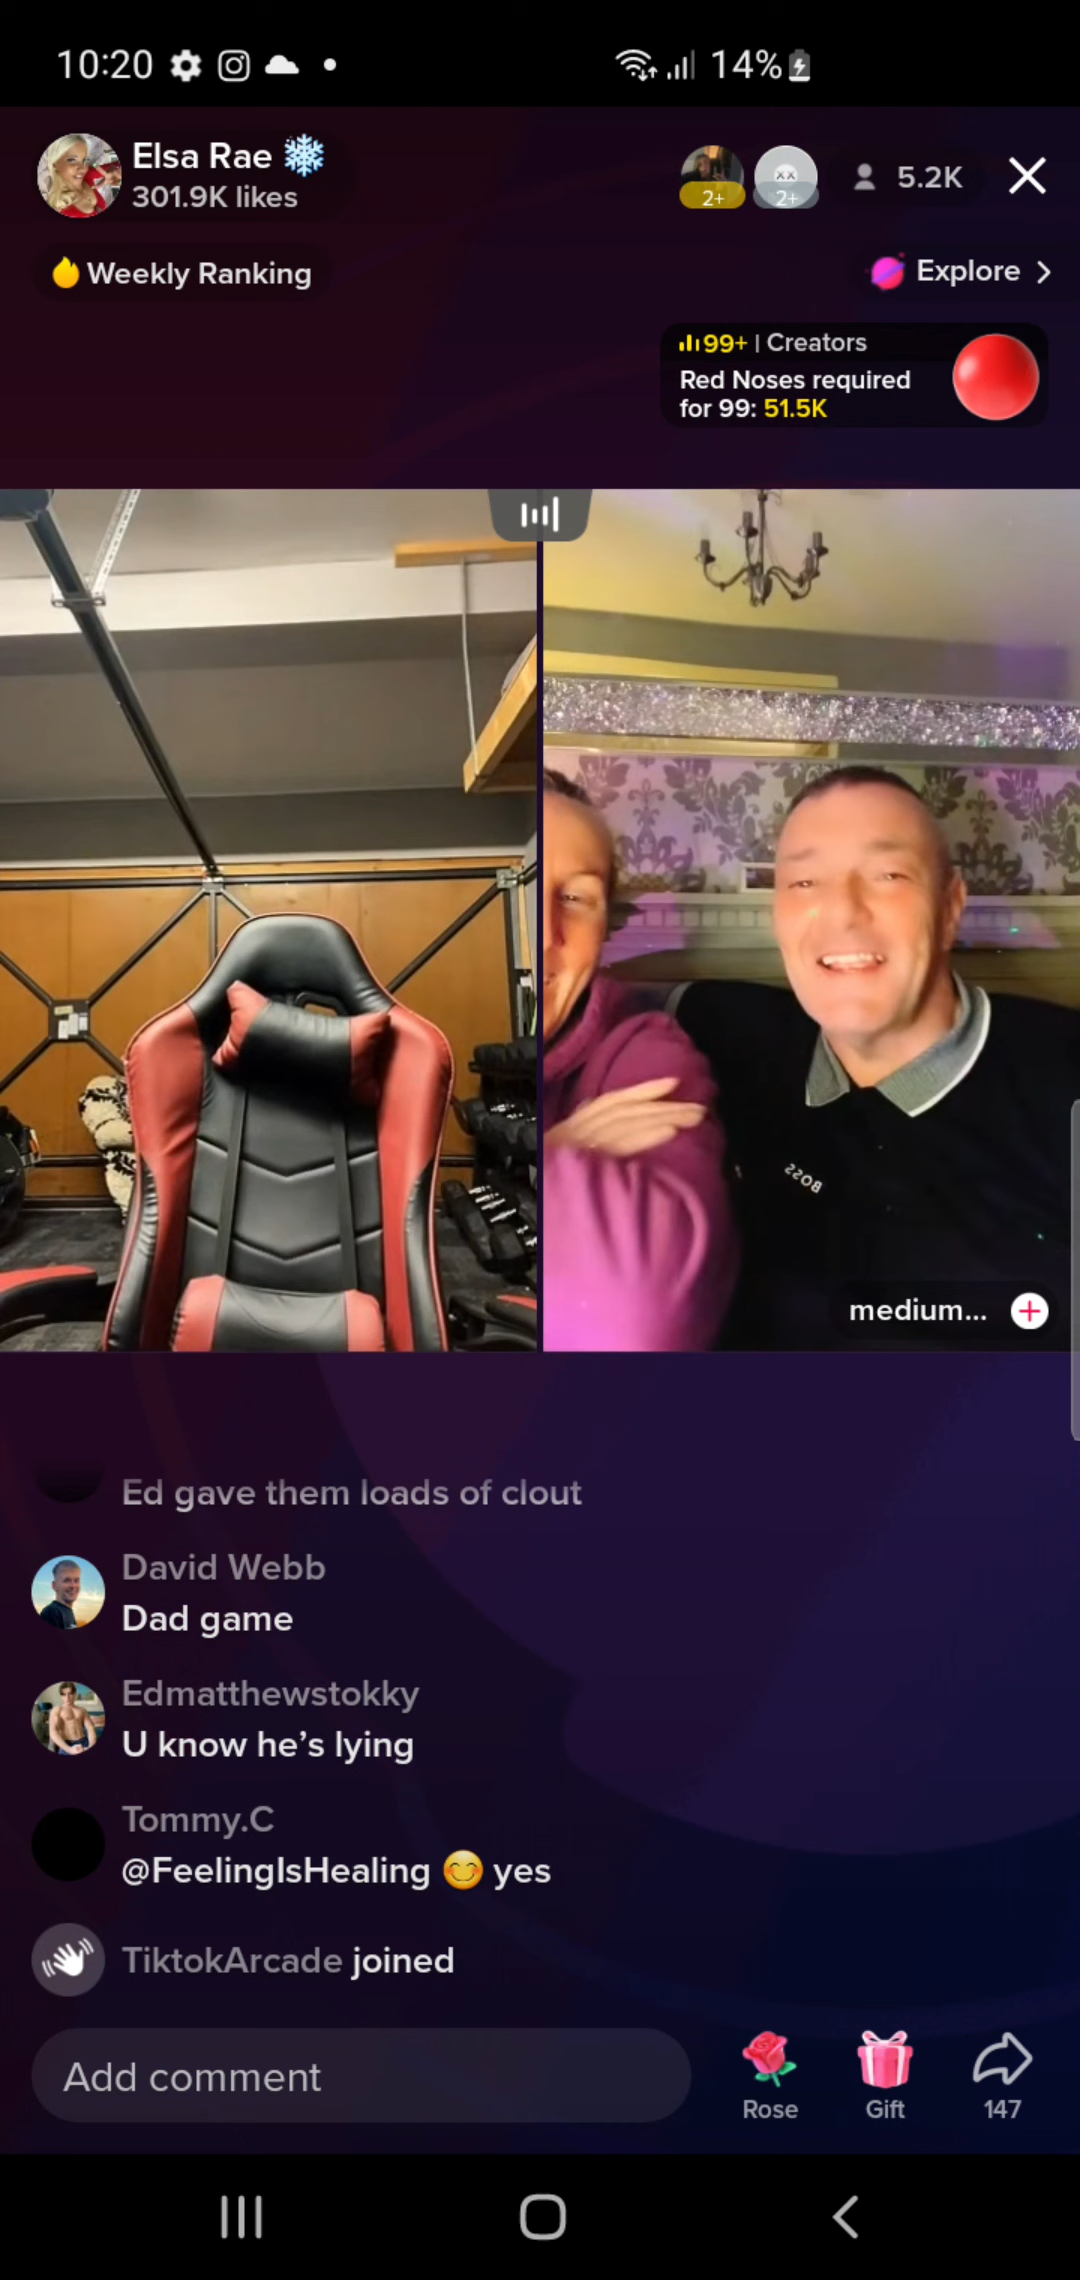 10:20
14%
Elsa Rae
301.9K likes
2+
2+
5.2K
Weekly Ranking
Explore
99+ | Creators
Red Noses required
for 99: 51.5K
BOSS
medium...
Ed gave them loads of clout
David Webb
Dad game
Edmatthewstokky
U know he’s lying
Tommy.C
@FeelingIsHealing 😊 yes
TiktokArcade joined
Add comment
Rose
Gift
147